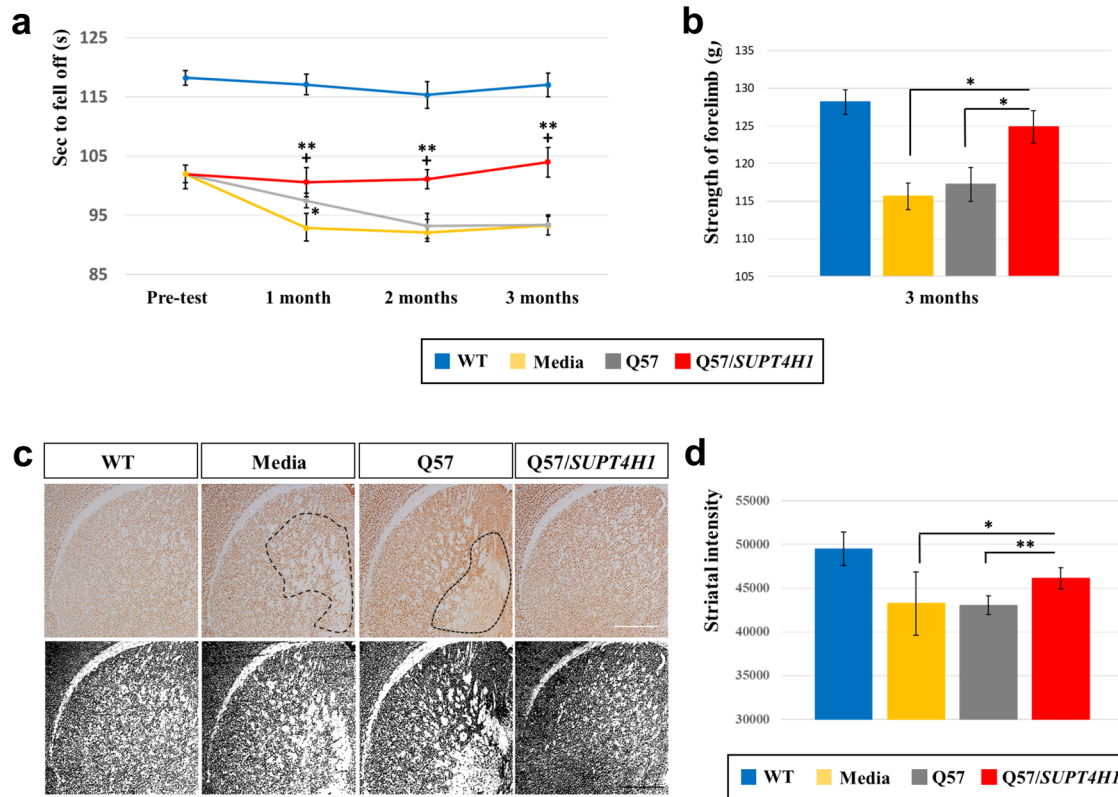 a
Sec to fell off (s)
125
115
105
95
85
**
+
*
**
+
**
+
Pre-test 1 month 2 months 3 months
b
Strength of forelimb (g)
135
130
125
120
115
110
105
*
*
3 months
WT Media Q57 Q57/SUPT4H1
c
WT Media Q57 Q57/SUPT4H1
d
Striatal intensity
55000
50000
45000
40000
35000
30000
*
**
WT Media Q57 Q57/SUPT4H1